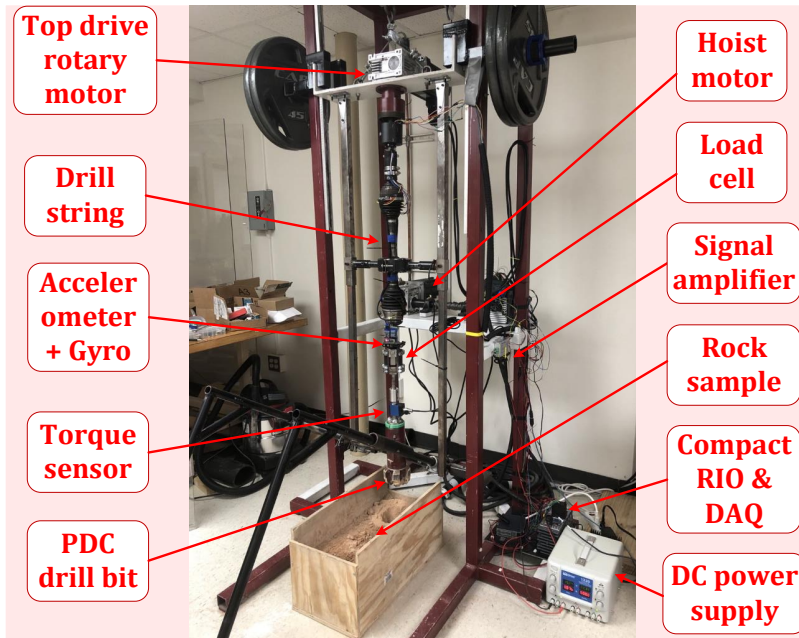 Top drive
rotary
motor
Drill
string
Acceler
ometer
+ Gyro
Torque
sensor
PDC
drill bit
Hoist
motor
Load
cell
Signal
amplifier
Rock
sample
Compact
RIO &
DAQ
DC power
supply
45